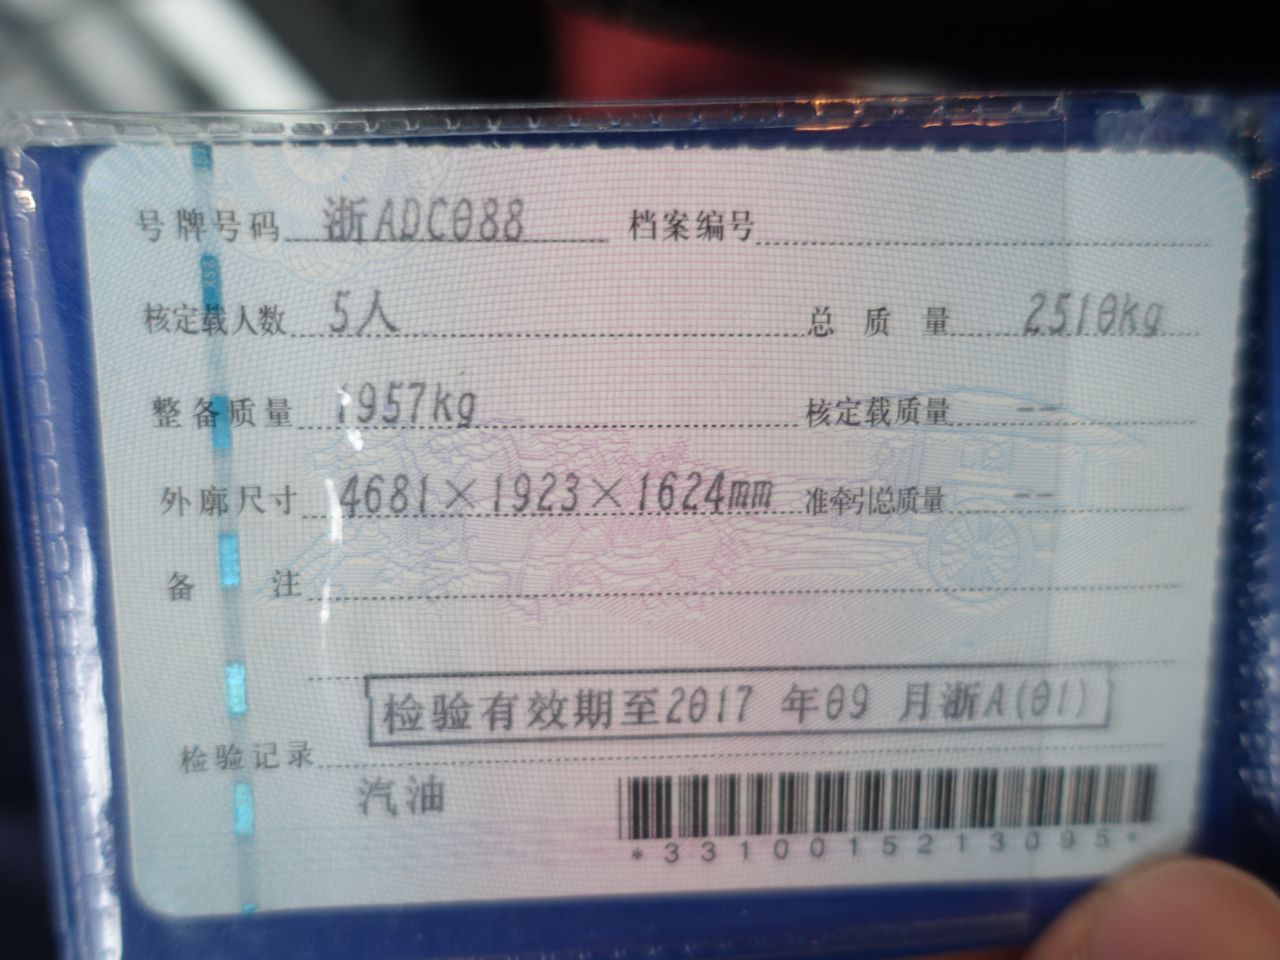 号牌号码 浙ADC088 档案编号
核定载人数 5人 总质量 2510kg
整备质量 1957kg 核定载质量 --
外廓尺寸 4681×1923×1624mm 准牵引总质量 --
备注
检验有效期至2017 年09 月浙A(01)
检验记录
汽油
*3310015213095*